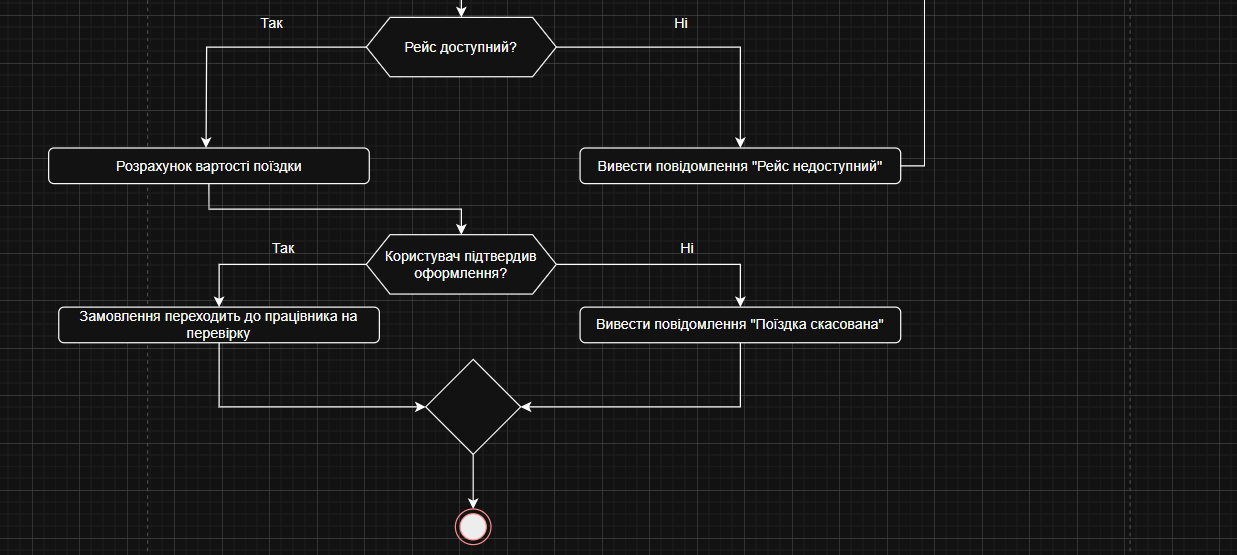 Так
Ні
Рейс доступний?
Розрахунок вартості поїздки
Вивести повідомлення "Рейс недоступний"
Так
Ні
Користувач підтвердив
оформлення?
Замовлення переходить до працівника на
перевірку
Вивести повідомлення "Поїздка скасована"